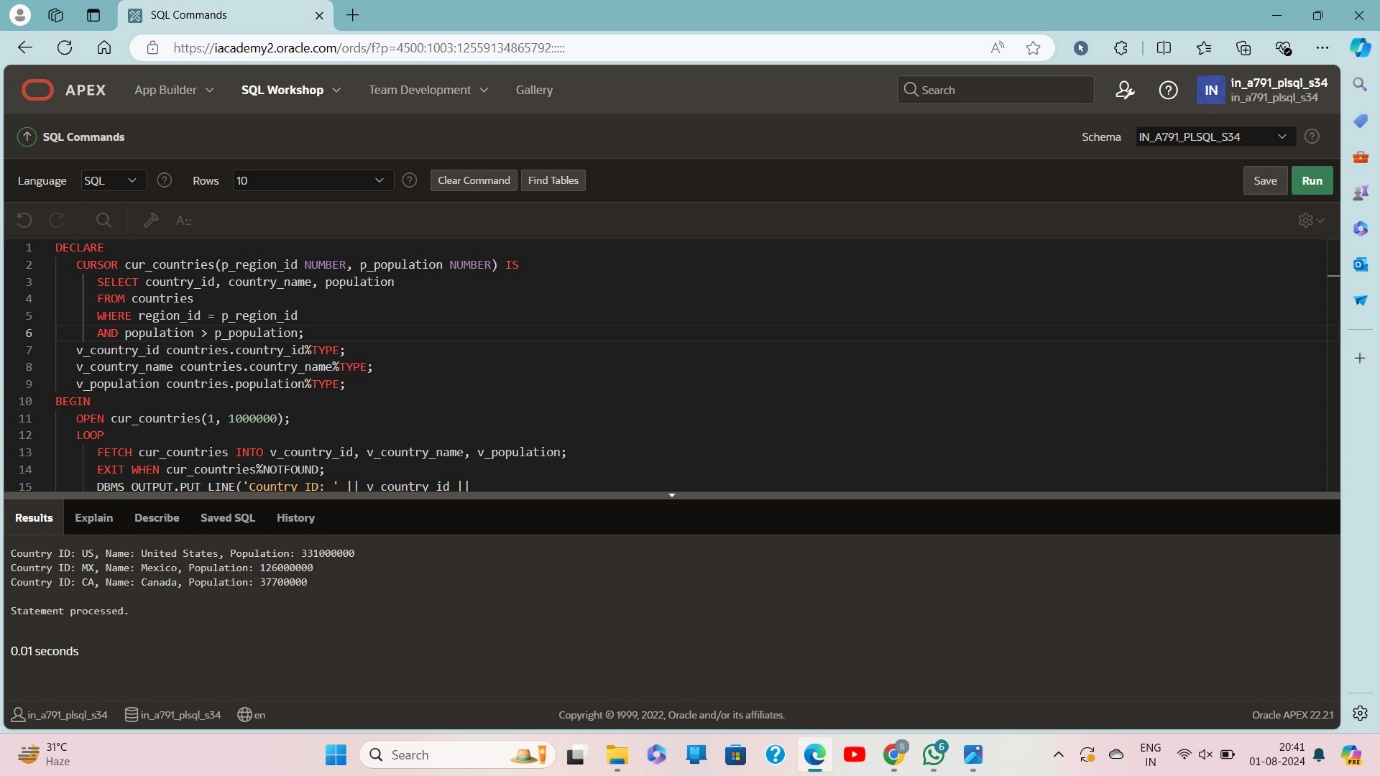 SQL Commands
https://iacademy2.oracle.com/ords/f?p=4500:1003:12559134865792:::::
APEX App Builder SQL Workshop Team Development Gallery Search IN in_a791_plsql_s34
in_a791_plsql_s34
SQL Commands Schema IN_A791_PLSQL_S34
Language SQL Rows 10 Clear Command Find Tables Save Run
1 DECLARE
2 CURSOR cur_countries(p_region_id NUMBER, p_population NUMBER) IS
3 SELECT country_id, country_name, population
4 FROM countries
5 WHERE region_id = p_region_id
6 AND population > p_population;
7 v_country_id countries.country_id%TYPE;
8 v_country_name countries.country_name%TYPE;
9 v_population countries.population%TYPE;
10 BEGIN
11 OPEN cur_countries(1, 1000000);
12 LOOP
13 FETCH cur_countries INTO v_country_id, v_country_name, v_population;
14 EXIT WHEN cur_countries%NOTFOUND;
15 DBMS_OUTPUT.PUT_LINE('Country ID: ' || v_country_id ||
Results Explain Describe Saved SQL History
Country ID: US, Name: United States, Population: 331000000
Country ID: MX, Name: Mexico, Population: 126000000
Country ID: CA, Name: Canada, Population: 37700000
Statement processed.
0.01 seconds
in_a791_plsql_s34 in_a791_plsql_s34 en Copyright © 1999, 2022, Oracle and/or its affiliates. Oracle APEX 22.2.1
31°C
Haze
Search
S
6
ENG
IN
20:41
01-08-2024
PRE